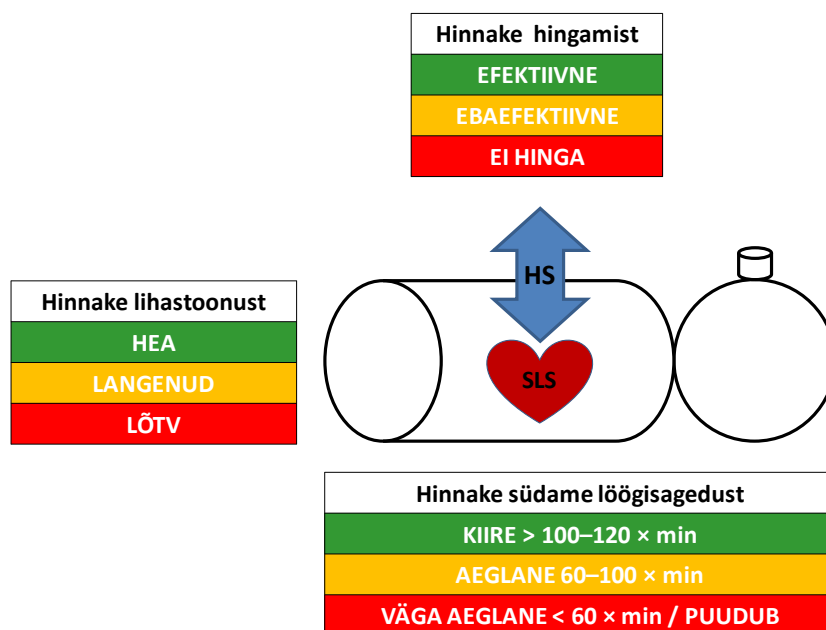 Hinnake hingamist
EFEKTIIVNE
EBAEFEKTIIVNE
EI HINGA
HS
Hinnake lihastoonust
HEA
LANGENUD
LÕTV
SLS
Hinnake südame löögisagedust
KIIRE > 100–120 × min
AEGLANE 60–100 × min
VÄGA AEGLANE < 60 × min / PUUDUB